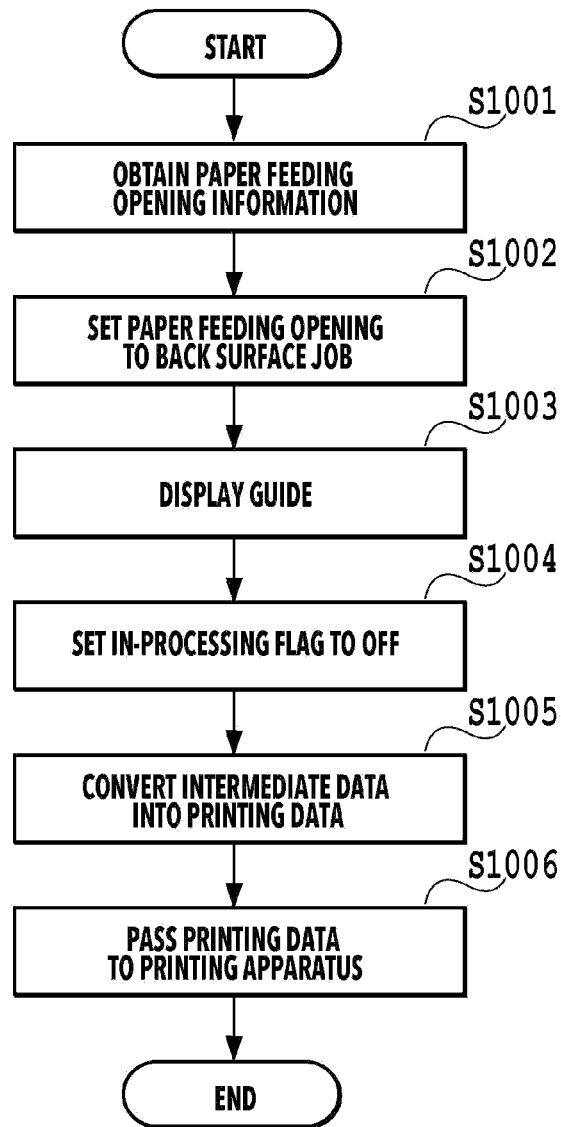 START
S1001
OBTAIN PAPER FEEDING
OPENING INFORMATION
S1002
SET PAPER FEEDING OPENING
TO BACK SURFACE JOB
S1003
DISPLAY GUIDE
S1004
SET IN-PROCESSING FLAG TO OFF
S1005
CONVERT INTERMEDIATE DATA
INTO PRINTING DATA
S1006
PASS PRINTING DATA
TO PRINTING APPARATUS
END